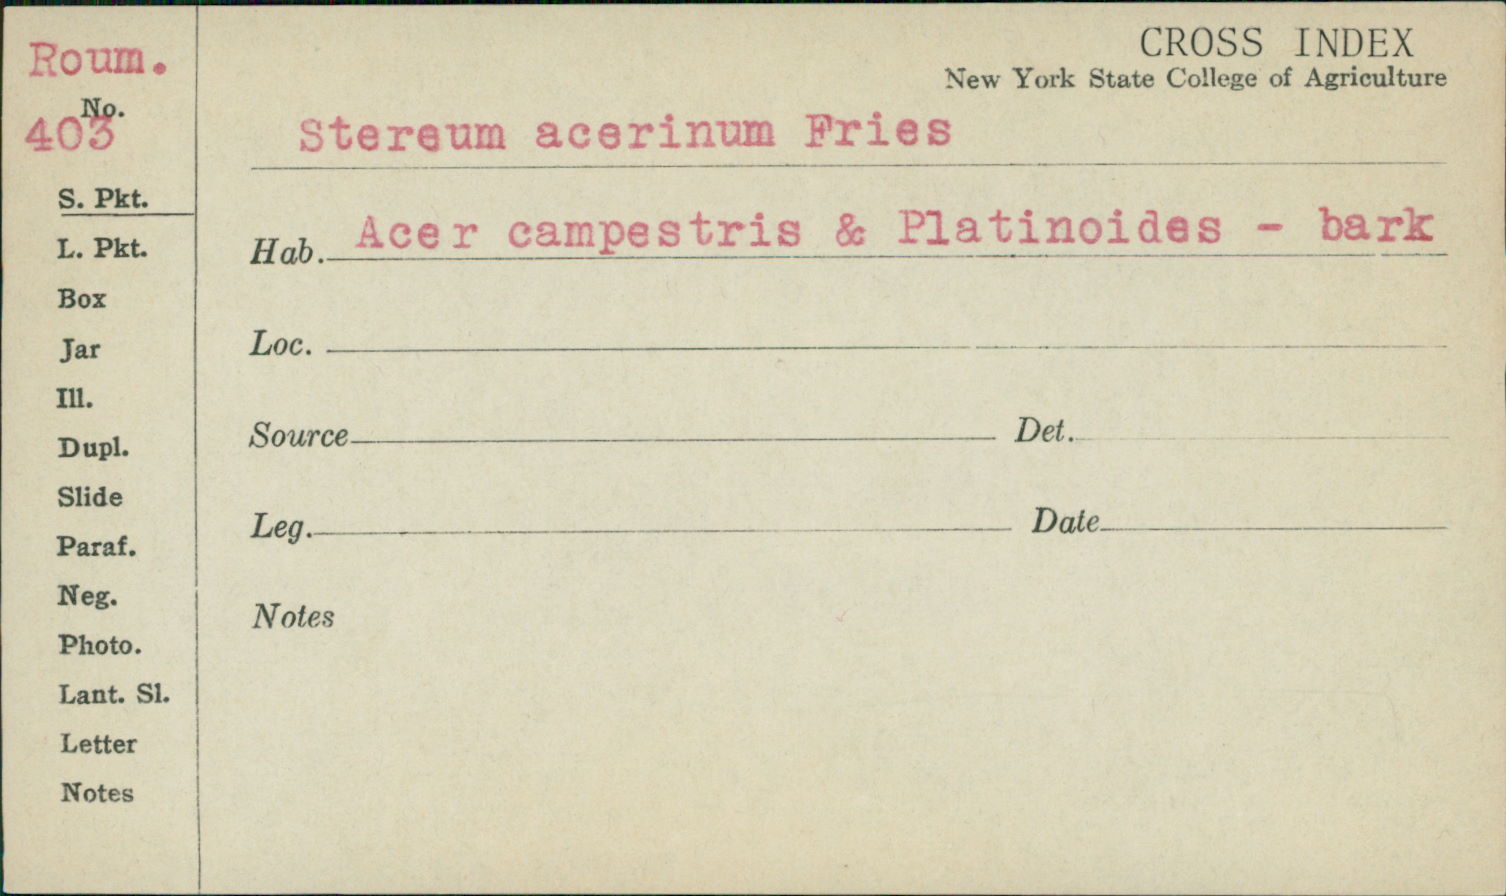 Roum.
No.
403
S. Pkt.
L. Pkt.
Box
Jar
Ill.
Dupl.
Slide
Paraf.
Neg.
Photo.
Lant. Sl.
Letter
Notes
CROSS INDEX
New York State College of Agriculture
Stereum acerinum Fries
Hab. Acer campestris & Platinoides - bark
Loc.
Source Det.
Leg. Date
Notes